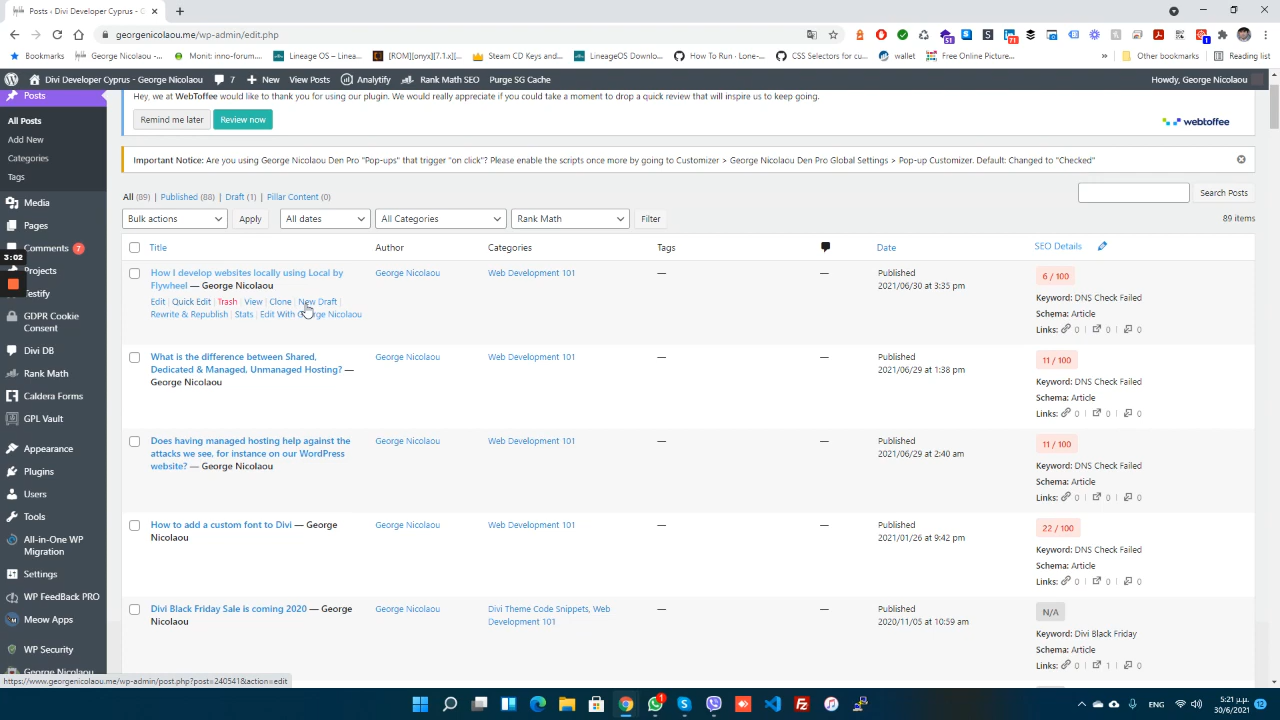 Posts ‹ Divi Developer Cyprus - G
georgenicolaou.me/wp-admin/edit.php
Bookmarks
George Nicolaou -...
Monit: inno-forum....
Lineage OS – Linea...
[ROM][onyx][7.1.x]...
Crowning touch - S...
LineageOS Downlo...
How To Run · Lone-...
CSS Selectors for cu...
wallet
Free Online Picture...
»
Other bookmarks
Reading list
Divi Developer Cyprus - George Nicolaou
7
New
View Posts
Analytify
Rank Math SEO
Purge SG Cache
Howdy, George Nicolaou
Posts
All Posts
Add New
Categories
Tags
Media
Pages
Comments 7
3:02
Projects
Testify
GDPR Cookie
Consent
Divi DB
Rank Math
Caldera Forms
GPL Vault
Appearance
Plugins
Users
Tools
All-in-One WP
Migration
Settings
WP FeedBack PRO
Meow Apps
WP Security
George Nicolaou
Hey, we at WebToffee would like to thank you for using our plugin. We would really appreciate if you could take a moment to drop a quick review that will inspire us to keep going.
Remind me later
Review now
webtoffee
Important Notice: Are you using George Nicolaou Den Pro "Pop-ups" that trigger "on click"? Please enable the scripts once more by going to Customizer > George Nicolaou Den Pro Global Settings > Pop-up Customizer. Default: Changed to "Checked"
All (89) | Published (88) | Draft (1) | Pillar Content (0)
Search Posts
Bulk actions
Apply
All dates
All Categories
Rank Math
Filter
89 items
Title
Author
Categories
Tags
Date
SEO Details
How I develop websites locally using Local by
Flywheel — George Nicolaou
Edit | Quick Edit | Trash | View | Clone | New Draft |
Rewrite & Republish | Stats | Edit With George Nicolaou
George Nicolaou
Web Development 101
—
—
Published
2021/06/30 at 3:35 pm
6 / 100
Keyword: DNS Check Failed
Schema: Article
Links: 0 | 0 | 0
What is the difference between Shared,
Dedicated & Managed, Unmanaged Hosting? —
George Nicolaou
George Nicolaou
Web Development 101
—
—
Published
2021/06/29 at 1:38 pm
11 / 100
Keyword: DNS Check Failed
Schema: Article
Links: 0 | 0 | 0
Does having managed hosting help against the
attacks we see, for instance on our WordPress
website? — George Nicolaou
George Nicolaou
Web Development 101
—
—
Published
2021/06/29 at 2:40 am
11 / 100
Keyword: DNS Check Failed
Schema: Article
Links: 0 | 0 | 0
How to add a custom font to Divi — George
Nicolaou
George Nicolaou
Web Development 101
—
—
Published
2021/01/26 at 9:42 pm
22 / 100
Keyword: DNS Check Failed
Schema: Article
Links: 0 | 0 | 0
Divi Black Friday Sale is coming 2020 — George
Nicolaou
George Nicolaou
Divi Theme Code Snippets, Web
Development 101
—
—
Published
2020/11/05 at 10:59 am
N/A
Keyword: Divi Black Friday
Schema: Article
Links: 0 | 1 | 0
https://www.georgenicolaou.me/wp-admin/post.php?post=240541&action=edit
ENG
5:21 μ.μ.
30/6/2021